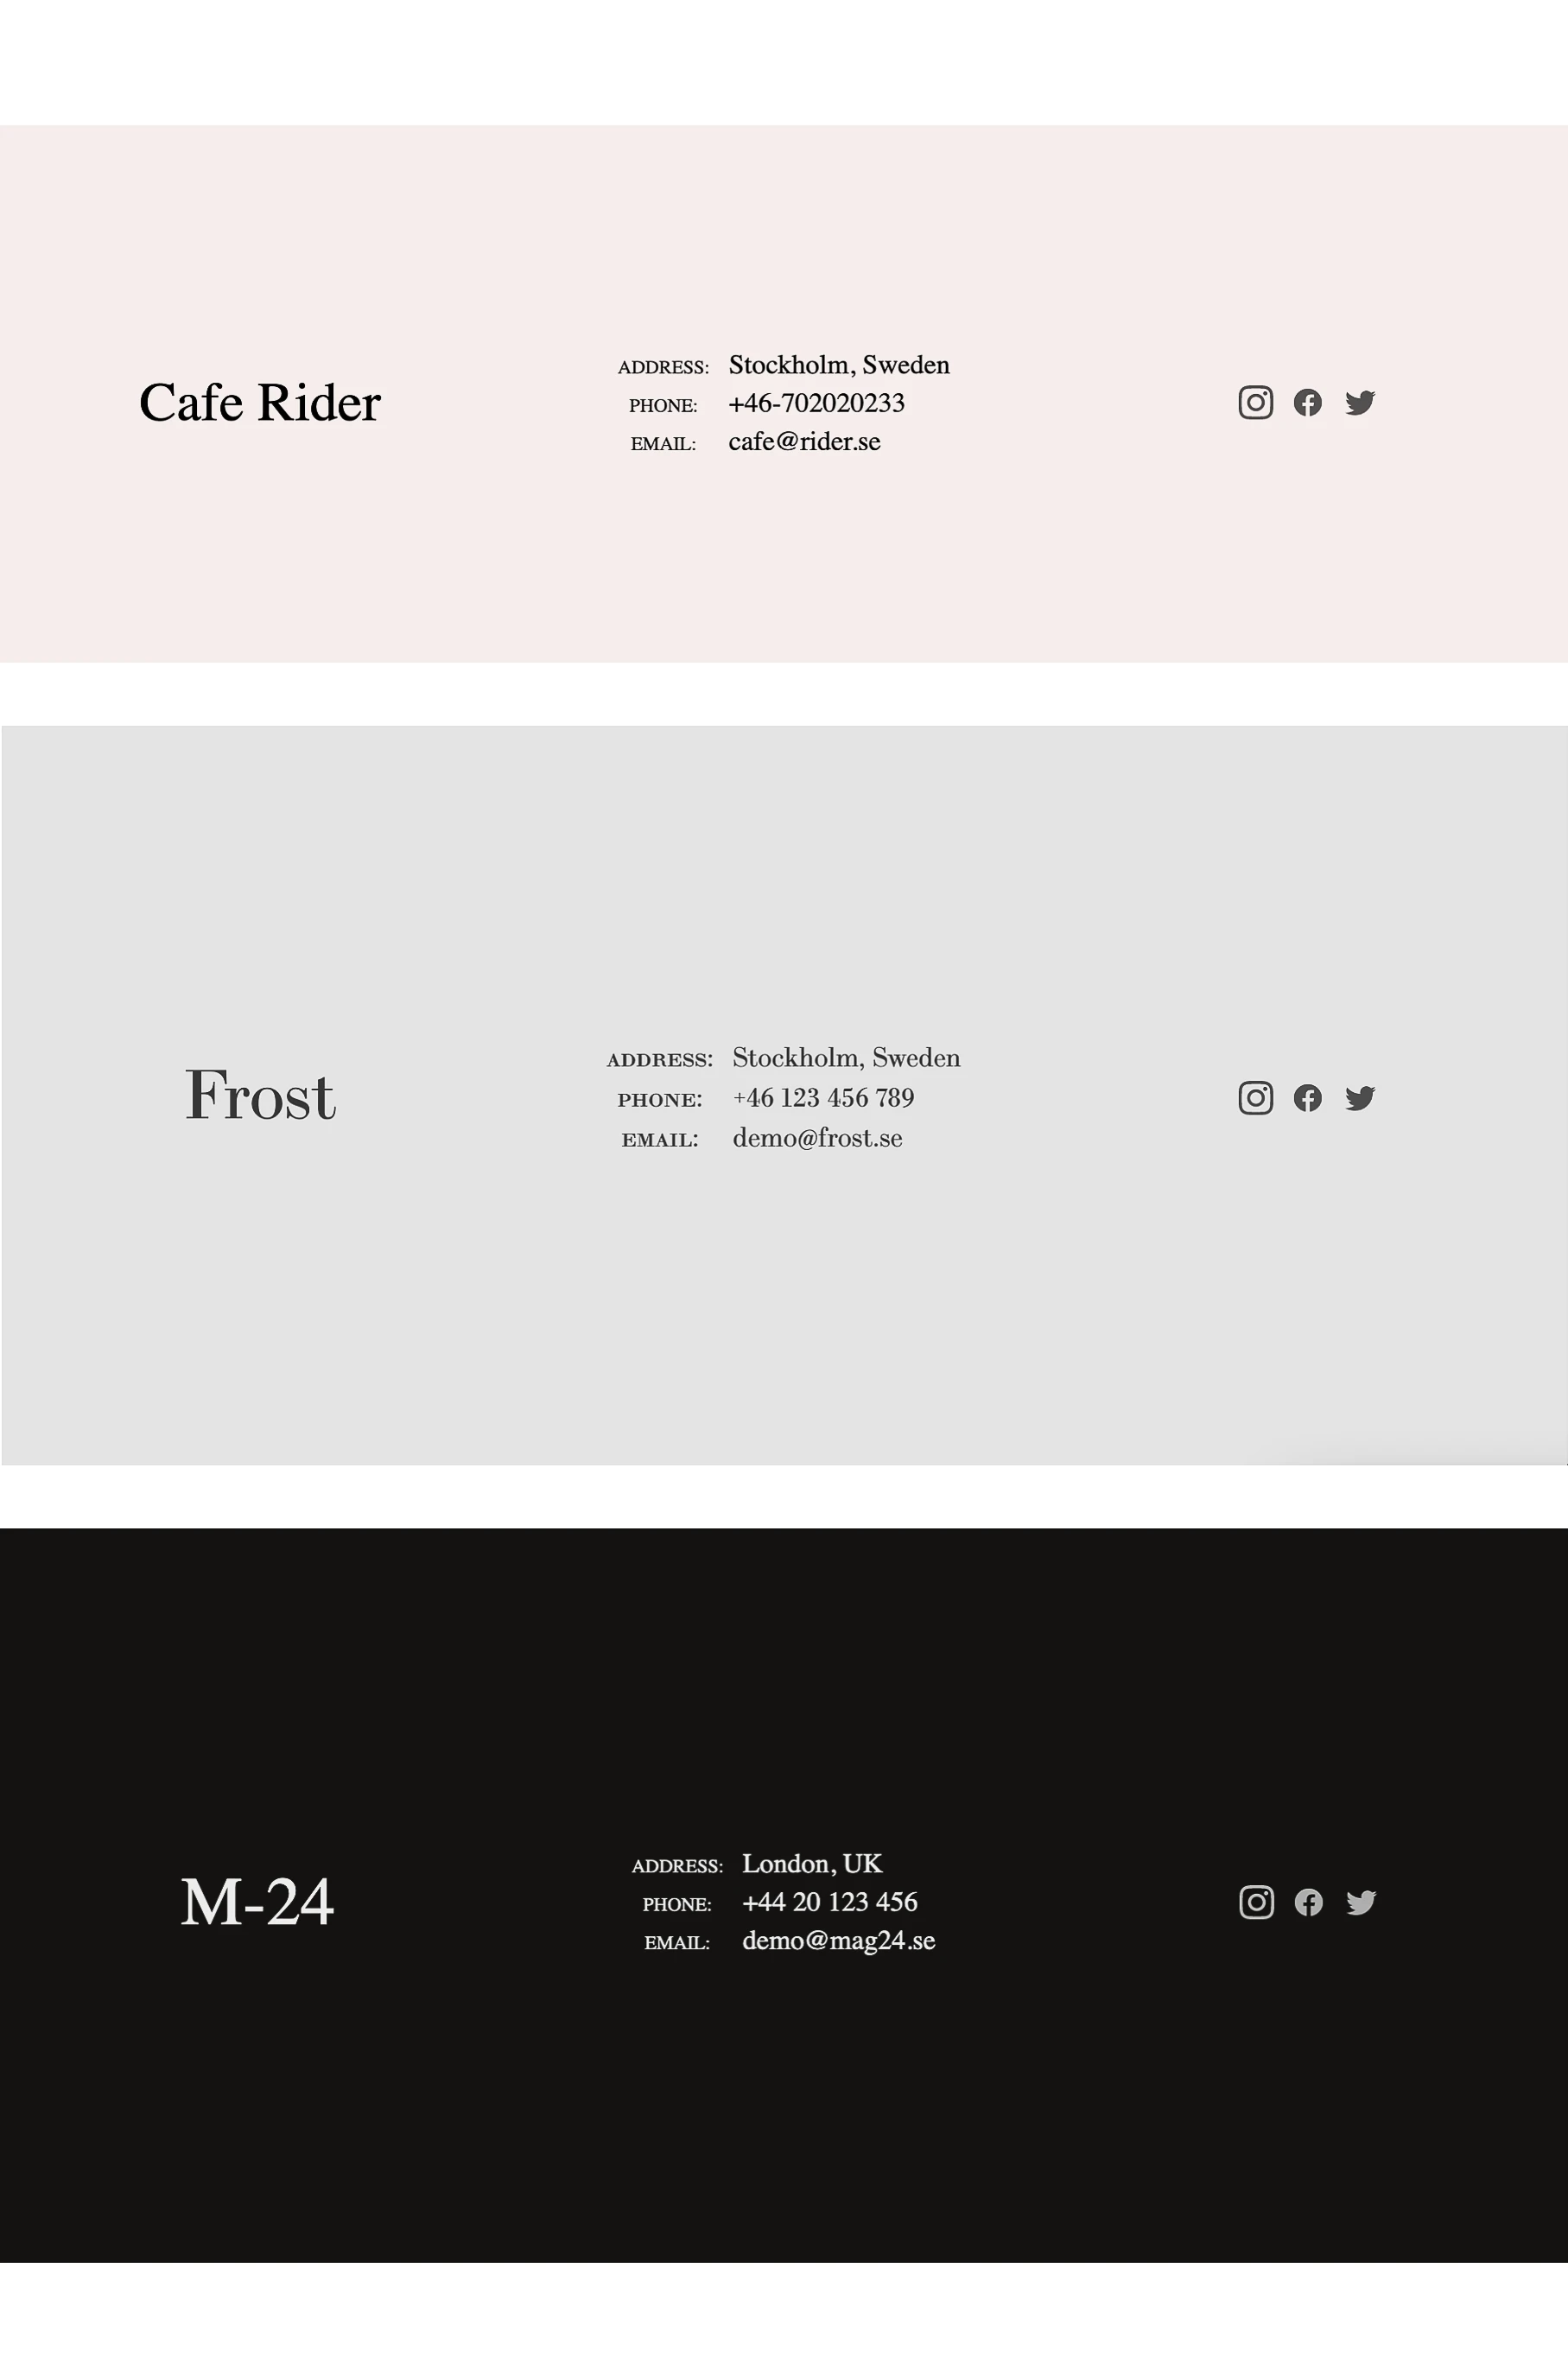 Cafe Rider
ADDRESS: Stockholm, Sweden
PHONE: +46-702020233
EMAIL: cafe@rider.se
Frost
ADDRESS: Stockholm, Sweden
PHONE: +46 123 456 789
EMAIL: demo@frost.se
M-24
ADDRESS: London, UK
PHONE: +44 20 123 456
EMAIL: demo@mag24.se